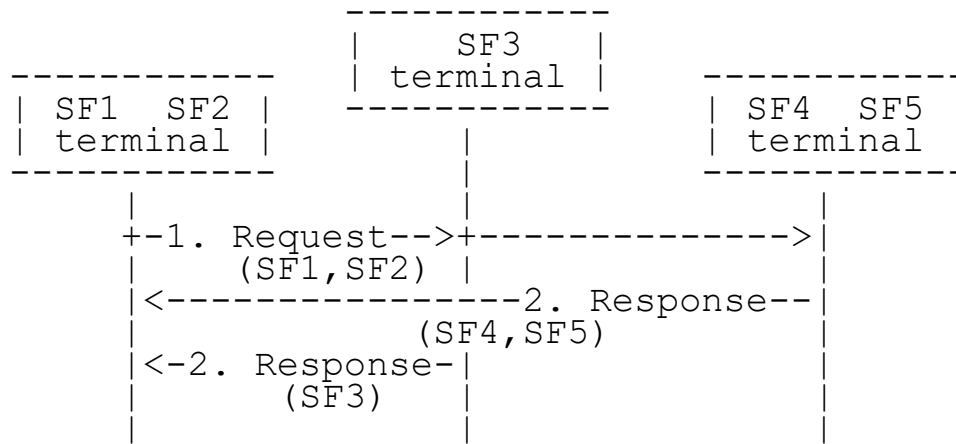 SF3
terminal
SF1 SF2
terminal
SF4 SF5
terminal
1. Request
(SF1,SF2)
2. Response
(SF4,SF5)
2. Response
(SF3)